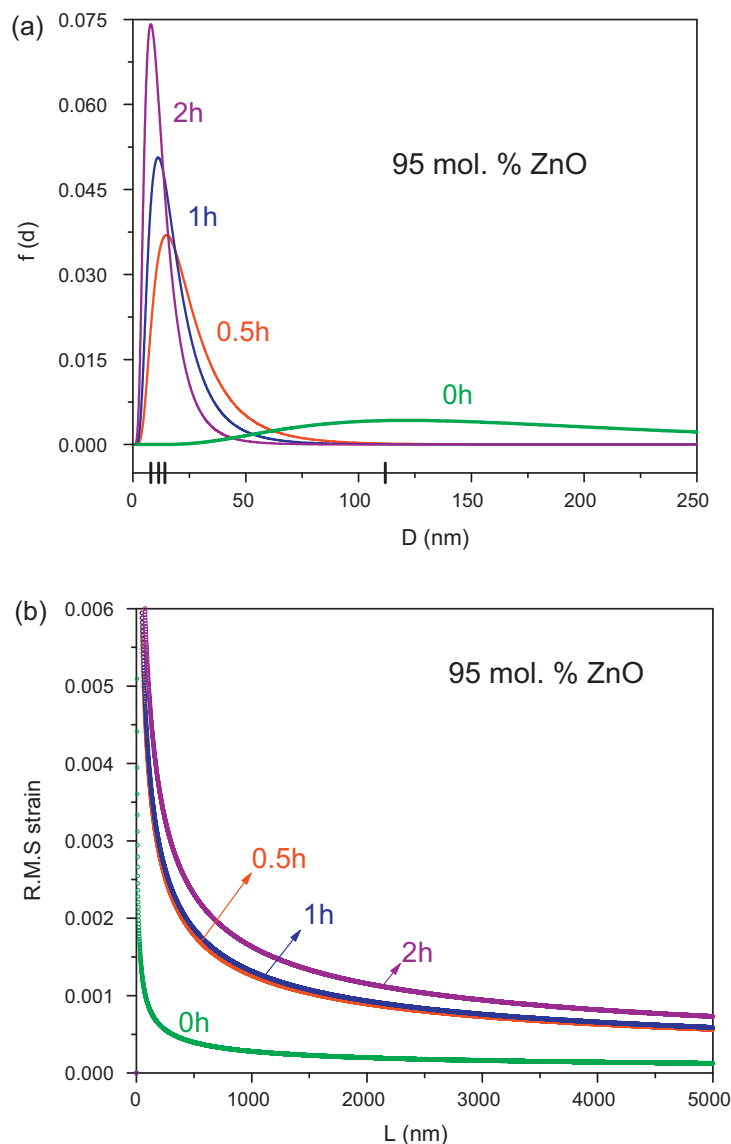 (a)
0.075
0.060
0.045
0.030
0.015
0.000
f (d)
2h
95 mol. % ZnO
1h
0.5h
0h
0
50
100
150
200
250
D (nm)
(b)
0.006
0.005
0.004
0.003
0.002
0.001
0.000
R.M.S strain
95 mol. % ZnO
0.5h
1h
2h
0h
0
1000
2000
3000
4000
5000
L (nm)